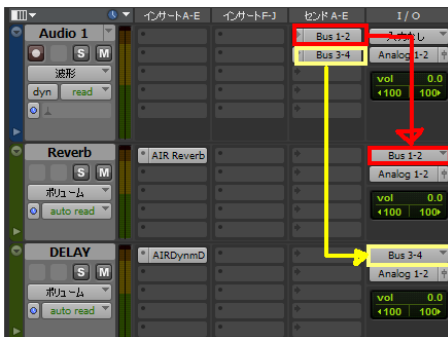 インサートA-E インサートF-J センド A-E I / O
Audio 1 Bus 1-2 入力なし
S M Bus 3-4 Analog 1-2
波形 vol 0.0
dyn read 100 100
Reverb AIR Reverb Bus 1-2
S M Analog 1-2
ボリューム vol 0.0
auto read 100 100
DELAY AIRDynmD Bus 3-4
S M Analog 1-2
ボリューム vol 0.0
auto read 100 100